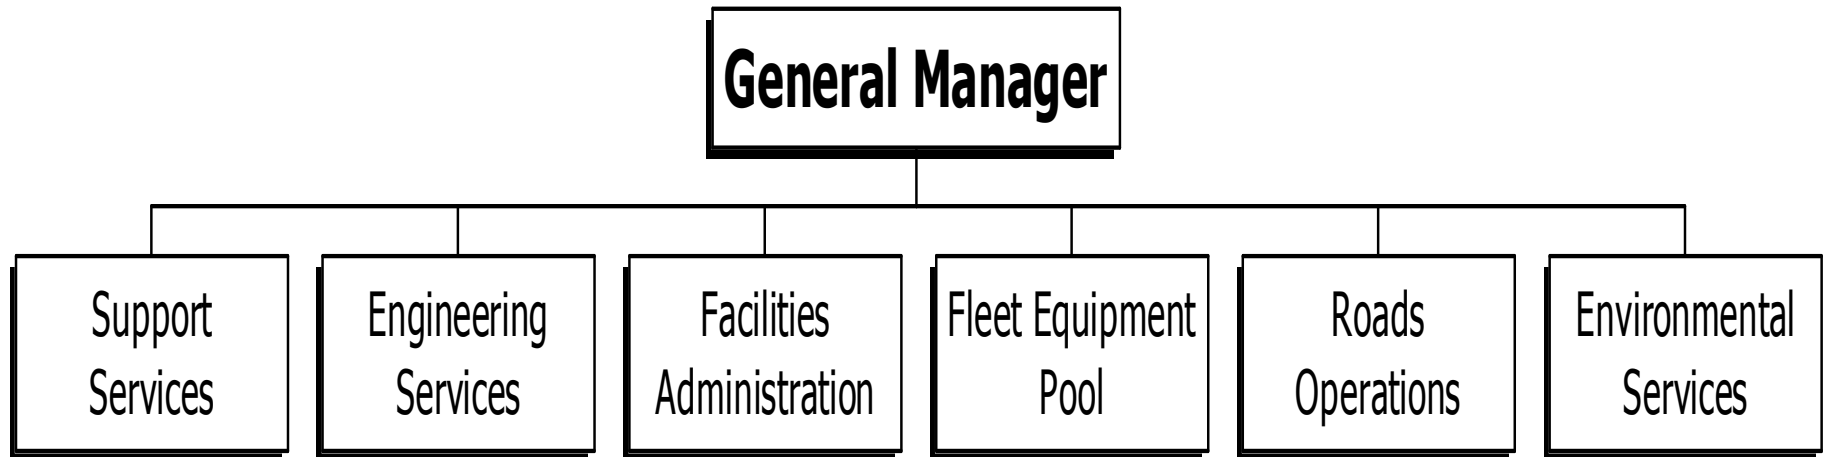 General Manager
Support
Services
Engineering
Services
Facilities
Administration
Fleet Equipment
Pool
Roads
Operations
Environmental
Services